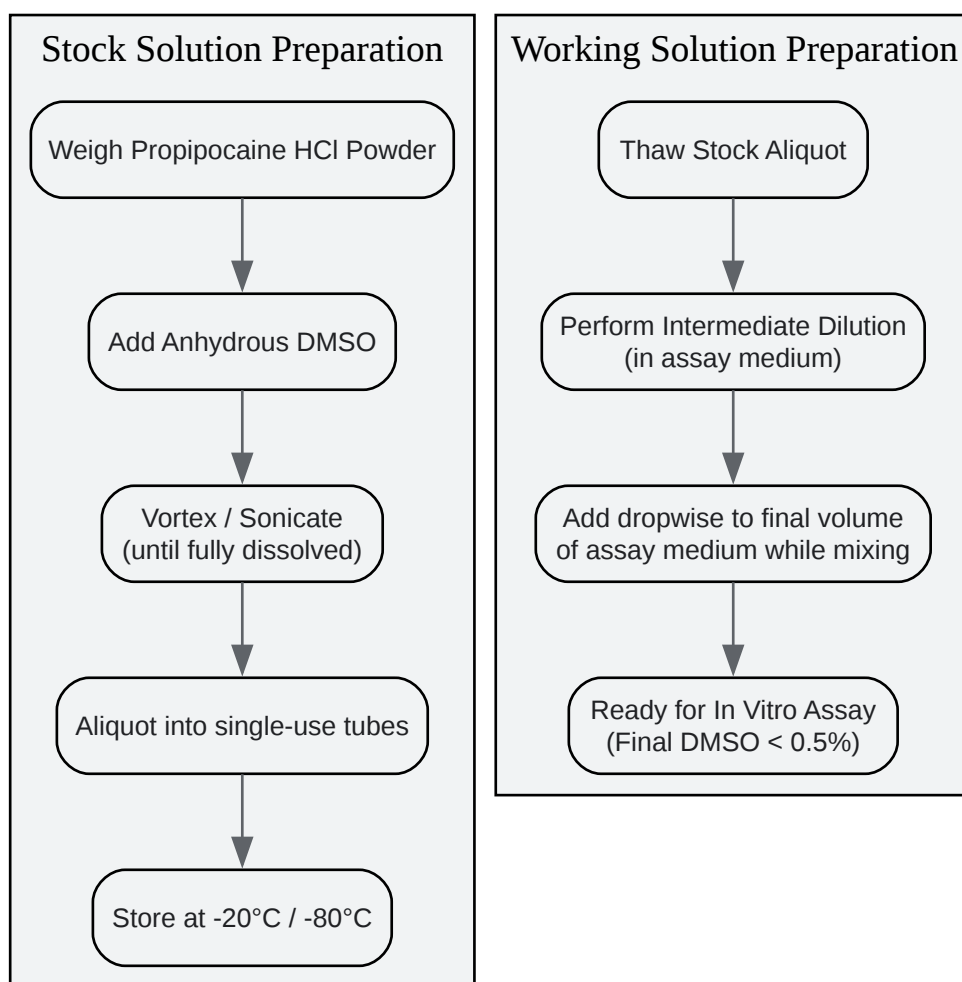 Stock Solution Preparation
Weigh Propipocaine HCl Powder
Add Anhydrous DMSO
Vortex / Sonicate
(until fully dissolved)
Aliquot into single-use tubes
Store at -20°C / -80°C
Working Solution Preparation
Thaw Stock Aliquot
Perform Intermediate Dilution
(in assay medium)
Add dropwise to final volume
of assay medium while mixing
Ready for In Vitro Assay
(Final DMSO < 0.5%)